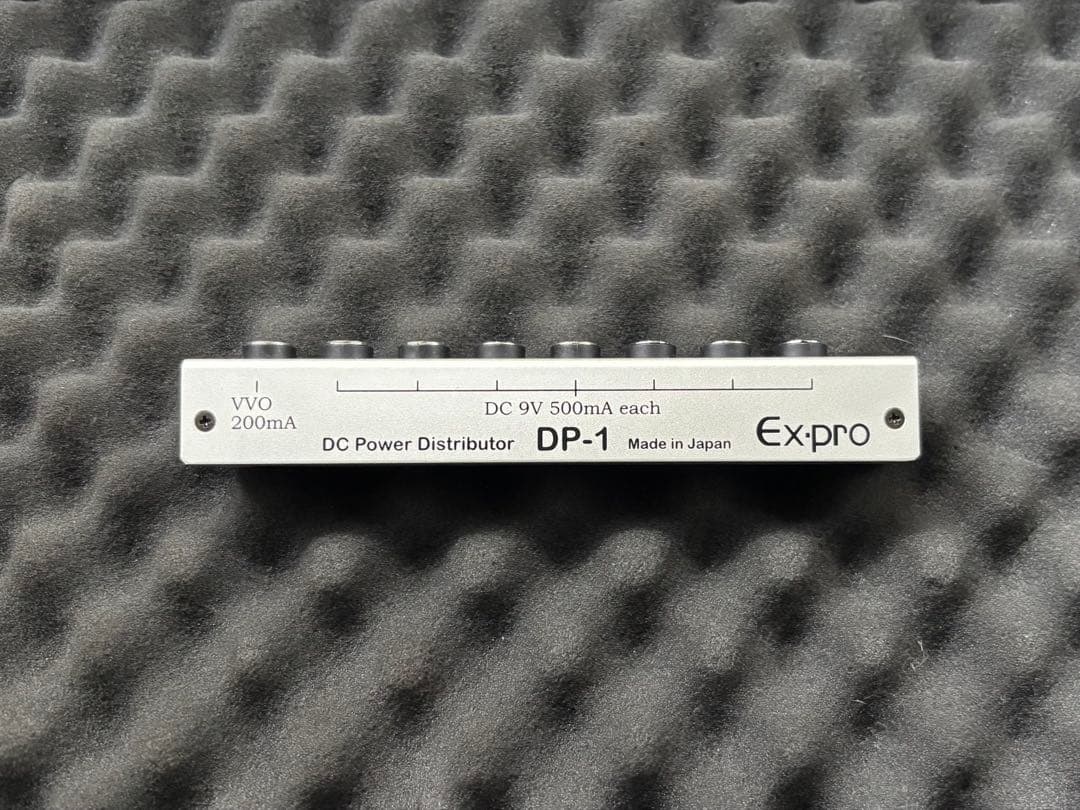 VVO
200mA
DC 9V 500mA each
DC Power Distributor DP-1 Made in Japan Ex·pro